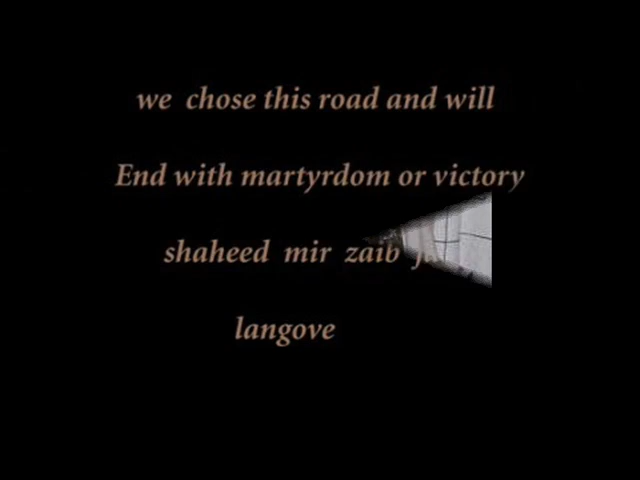 we chose this road and will
End with martyrdom or victory
shaheed mir zaib
langove